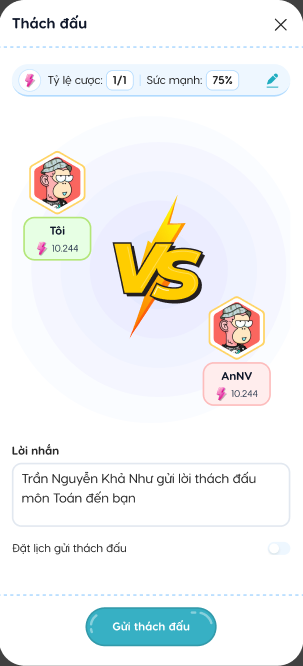 Thách đấu
Tỷ lệ cược: 1/1 Sức mạnh: 75%
Tôi
10.244
VS
AnNV
10.244
Lời nhắn
Trần Nguyễn Khả Như gửi lời thách đấu
môn Toán đến bạn
Đặt lịch gửi thách đấu
Gửi thách đấu